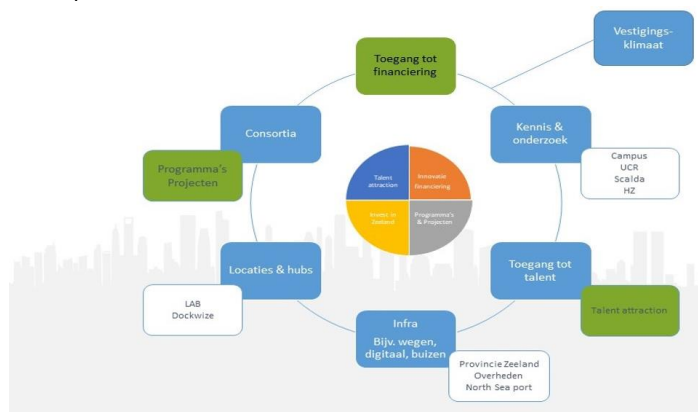 Vestigings-
klimaat
Toegang tot
financiering
Consortia
Kennis &
onderzoek
Campus
UCR
Scalda
HZ
Programma's
Projecten
Talent
attraction
Innovatie
financiering
Invest in
Zeeland
Programma's
& Projecten
Locaties & hubs
LAB
Dockwize
Toegang tot
talent
Talent attraction
Infra
Bijv. wegen,
digitaal, buizen
Provincie Zeeland
Overheden
North Sea port